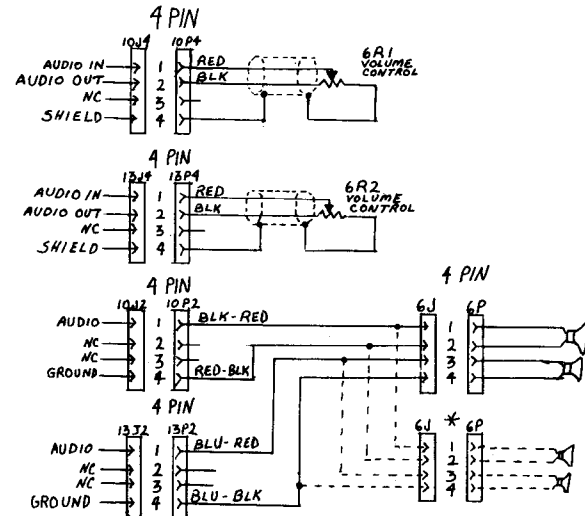 4 PIN
10J4 10P4
AUDIO IN 1 RED
AUDIO OUT 2 BLK
NC 3
SHIELD 4
6R1
VOLUME
CONTROL
4 PIN
13J4 13P4
AUDIO IN 1 RED
AUDIO OUT 2 BLK
NC 3
SHIELD 4
6R2
VOLUME
CONTROL
4 PIN
10J2 10P2
AUDIO 1 BLK-RED
NC 2
NC 3
GROUND 4 RED-BLK
4 PIN
6J 6P
1
2
3
4
4 PIN
13J2 13P2
AUDIO 1 BLU-RED
NC 2
NC 3
GROUND 4 BLU-BLK
6J * 6P
1
2
3
4